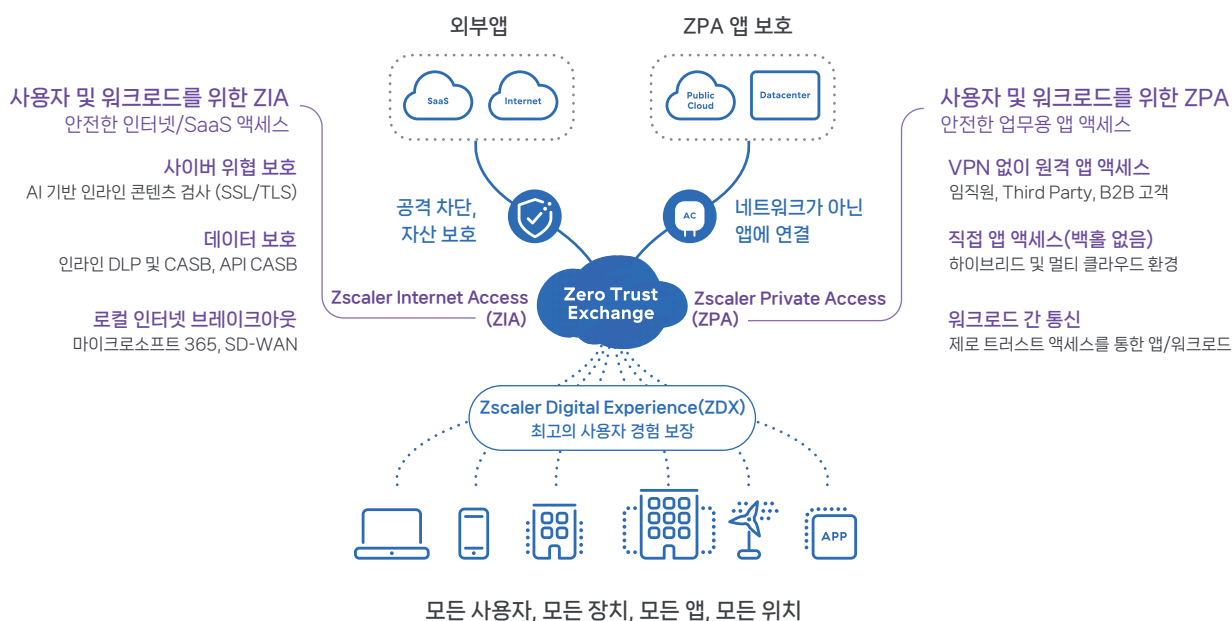 외부앱
ZPA 앱 보호
SaaS
Internet
Public
Cloud
Datacenter
사용자 및 워크로드를 위한 ZIA
안전한 인터넷/SaaS 액세스
사이버 위협 보호
AI 기반 인라인 콘텐츠 검사 (SSL/TLS)
데이터 보호
인라인 DLP 및 CASB, API CASB
로컬 인터넷 브레이크아웃
마이크로소프트 365, SD-WAN
공격 차단,
자산 보호
AC
네트워크가 아닌
앱에 연결
Zscaler Internet Access
(ZIA)
Zero Trust
Exchange
Zscaler Private Access
(ZPA)
사용자 및 워크로드를 위한 ZPA
안전한 업무용 앱 액세스
VPN 없이 원격 앱 액세스
임직원, Third Party, B2B 고객
직접 앱 액세스(백홀 없음)
하이브리드 및 멀티 클라우드 환경
워크로드 간 통신
제로 트러스트 액세스를 통한 앱/워크로드
Zscaler Digital Experience(ZDX)
최고의 사용자 경험 보장
APP
모든 사용자, 모든 장치, 모든 앱, 모든 위치